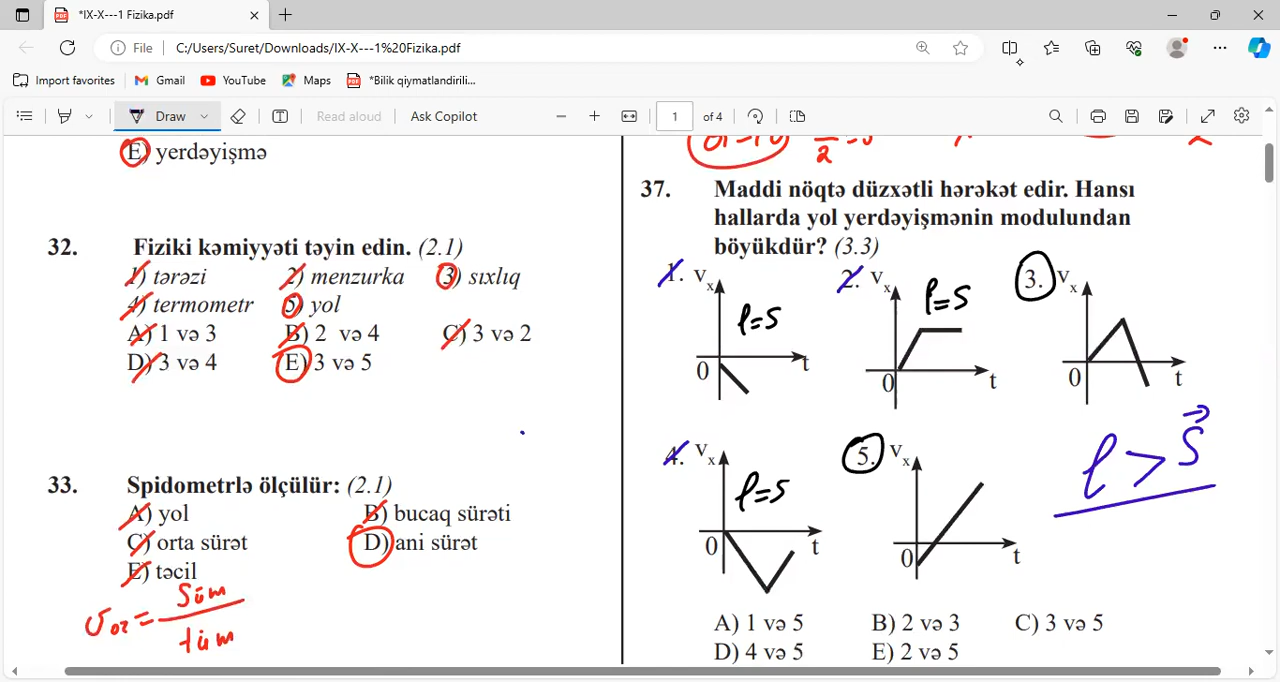 *IX-X---1 Fizika.pdf
File C:/Users/Suret/Downloads/IX-X---1%20Fizika.pdf
Import favorites Gmail YouTube Maps *Bilik qiymatlandirili...
Draw Read aloud Ask Copilot 1 of 4
E) yerdəyişmə
32. Fiziki kəmiyyəti təyin edin. (2.1)
1) tərəzi 2) menzurka 3) sıxlıq
4) termometr 5) yol
A) 1 və 3 B) 2 və 4 C) 3 və 2
D) 3 və 4 E) 3 və 5
33. Spidometrlə ölçülür: (2.1)
A) yol B) bucaq sürəti
C) orta sürət D) ani sürət
E) təcil
υor = Süm
tüm
37. Maddi nöqtə düzxətli hərəkət edir. Hansı
hallarda yol yerdəyişmənin modulundan
böyükdür? (3.3)
1. vx 2. vx 3. vx
ℓ=S ℓ=S
0 t 0 t 0 t
ℓ > S
4. vx 5. vx
ℓ=S
0 t 0 t
A) 1 və 5 B) 2 və 3 C) 3 və 5
D) 4 və 5 E) 2 və 5